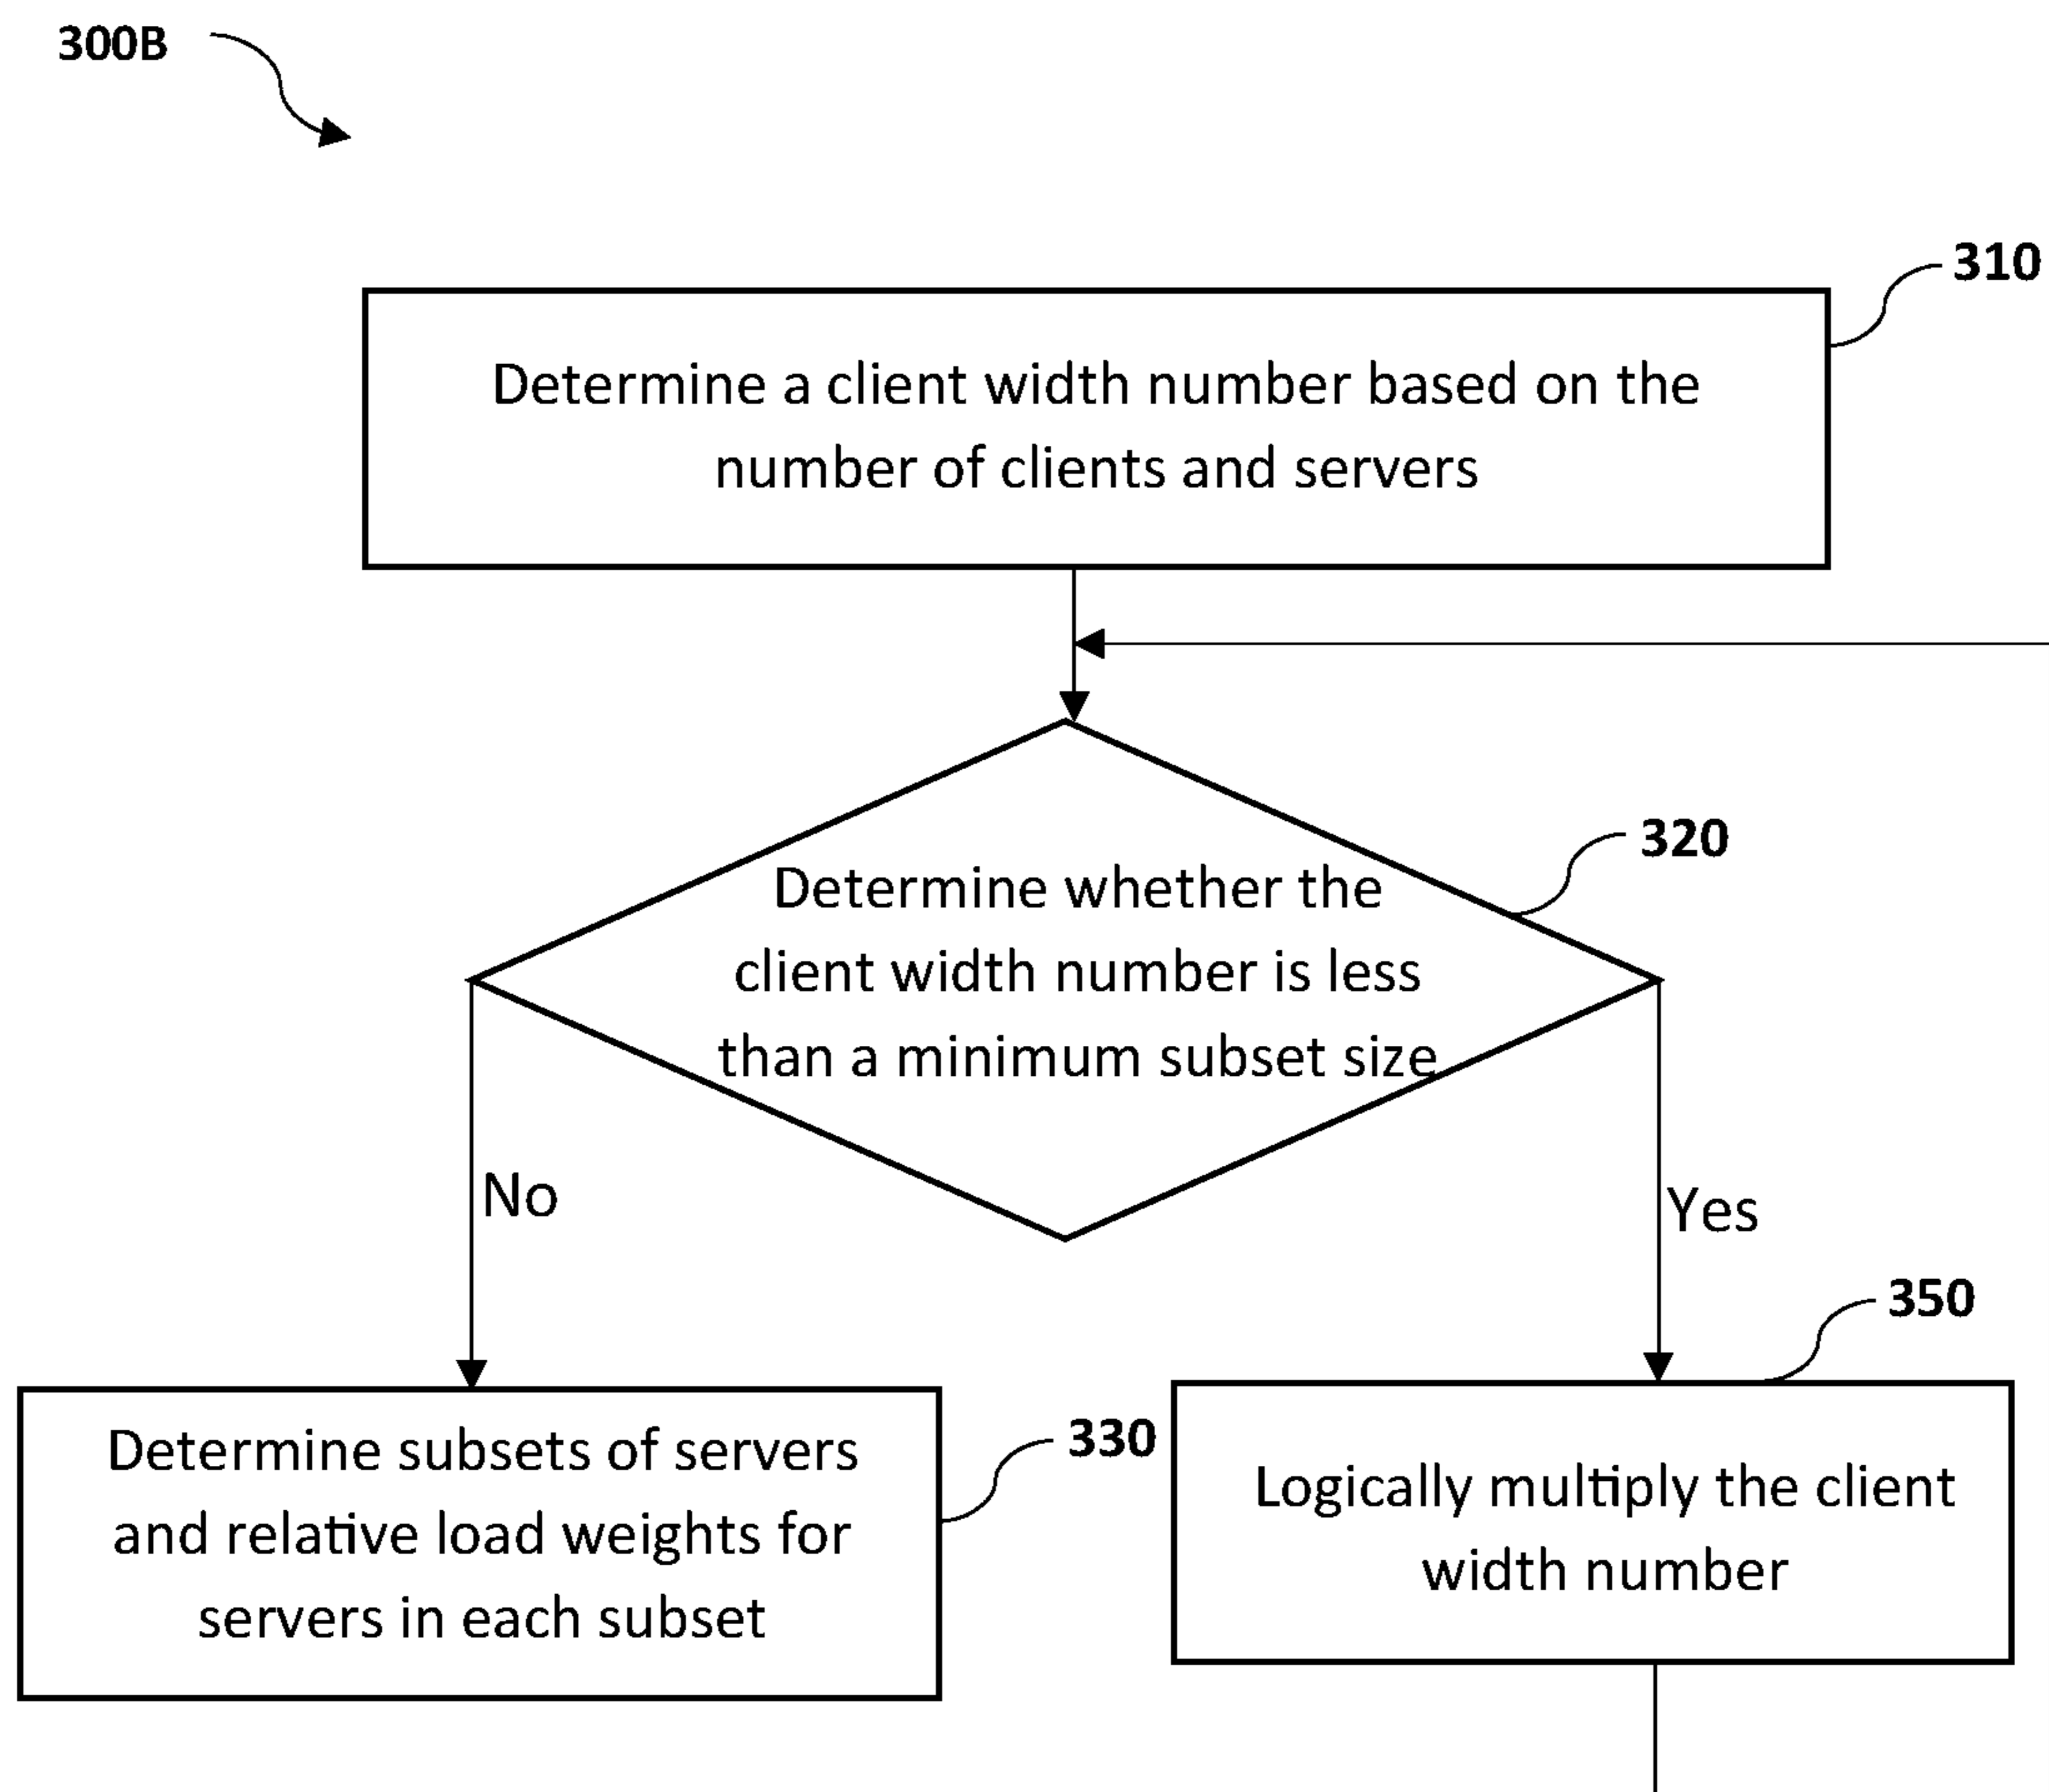 300B
310
Determine a client width number based on the
number of clients and servers
320
Determine whether the
client width number is less
than a minimum subset size
No
Yes
350
330
Determine subsets of servers
and relative load weights for
servers in each subset
Logically multiply the client
width number